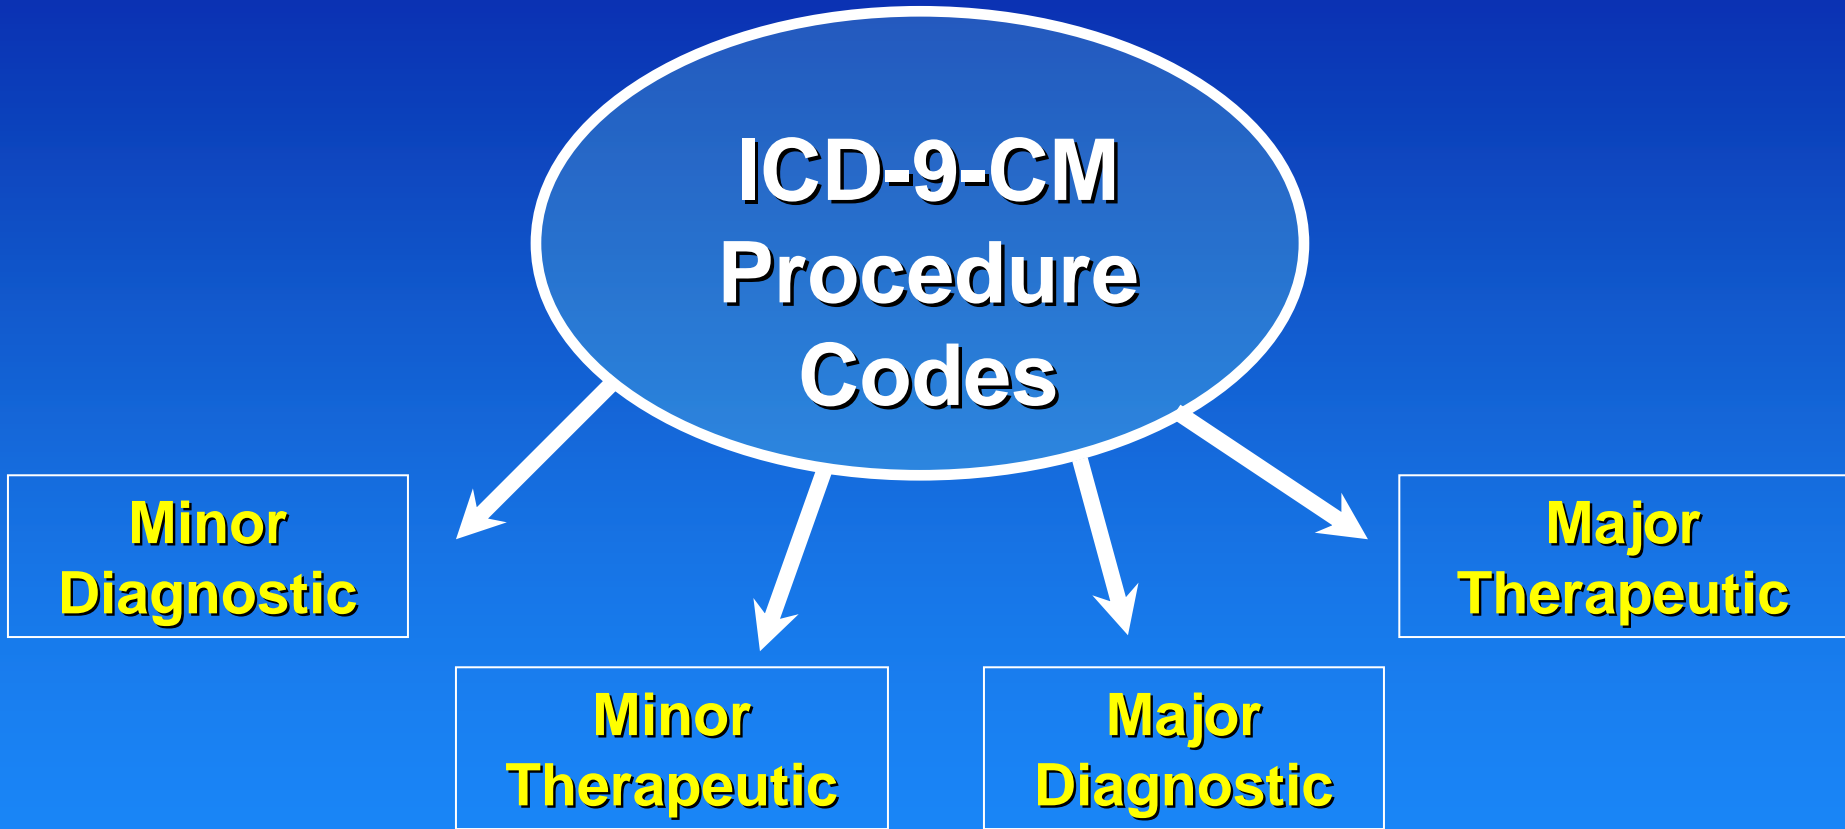 ICD-9-CM
Procedure
Codes
Minor
Diagnostic
Minor
Therapeutic
Major
Diagnostic
Major
Therapeutic